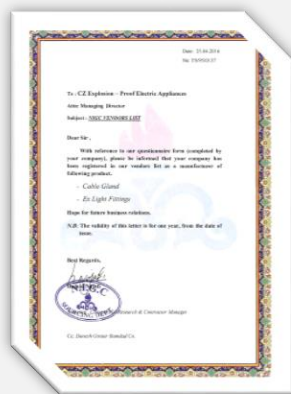 Date: 25.04.2014
To : CZ Explosion – Proof Electric Appliances
Attn: Managing Director
Subject : NIGC VENDORS LIST
Dear Sir ,
With reference to our questionnaire form (completed by
your company), please be informed that your company has
been registered in our vendors list as a manufacturer of
following product.
- Cable Gland
- Ex Light Fittings
Hope for future business relations.
N.B: The validity of this letter is for one year, from the date of
issue.
Best Regards,
N.I.G.C
Research & Contractor Manager